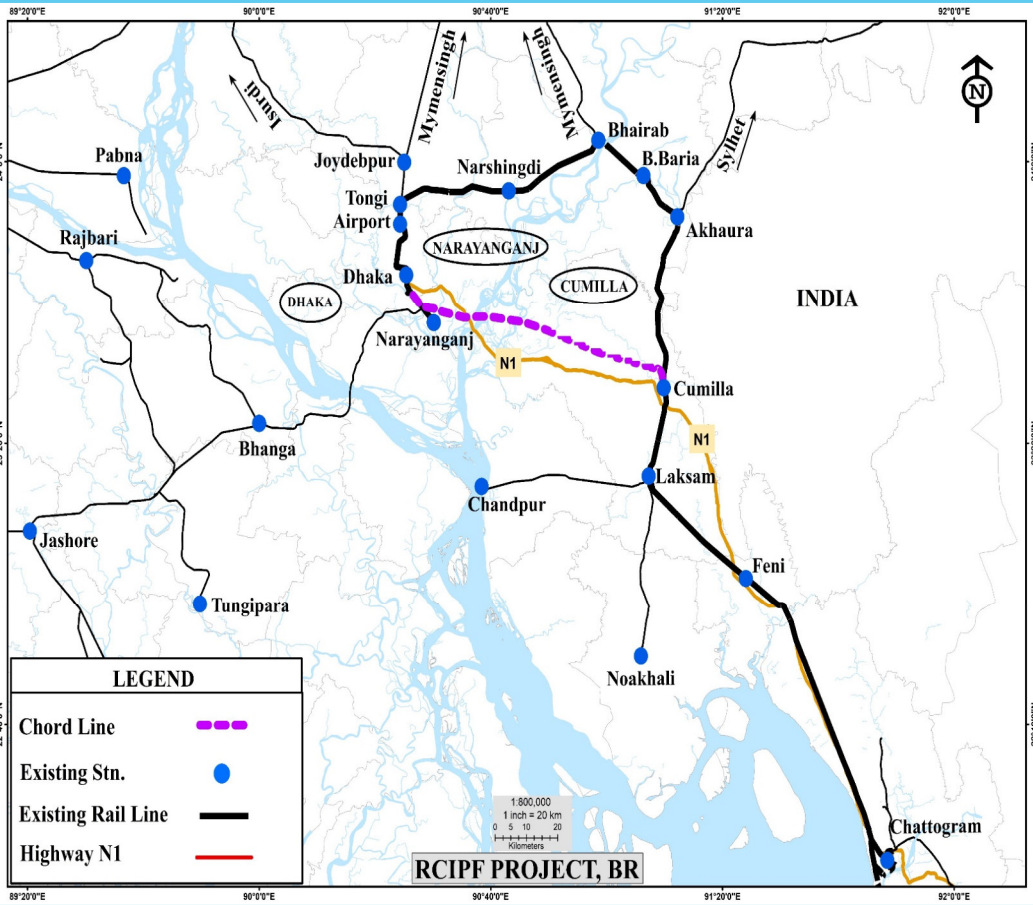 89°20'0"E
90°0'0"E
90°40'0"E
91°20'0"E
92°0'0"E
Mymensingh
Mymensingh
Isurdi
Sylhet
N
Bhairab
Pabna
Joydebpur
Narshingdi
B.Baria
Tongi
Airport
Akhaura
Rajbari
NARAYANGANJ
Dhaka
CUMILLA
DHAKA
INDIA
Narayanganj
N1
Cumilla
N1
Bhanga
Laksam
Chandpur
Jashore
Feni
Tungipara
Noakhali
LEGEND
Chord Line
Existing Stn.
Existing Rail Line
Highway N1
1:800,000
1 inch = 20 km
0 5 10 20
Kilometers
Chattogram
RCIPF PROJECT, BR
89°20'0"E
90°0'0"E
90°40'0"E
91°20'0"E
92°0'0"E